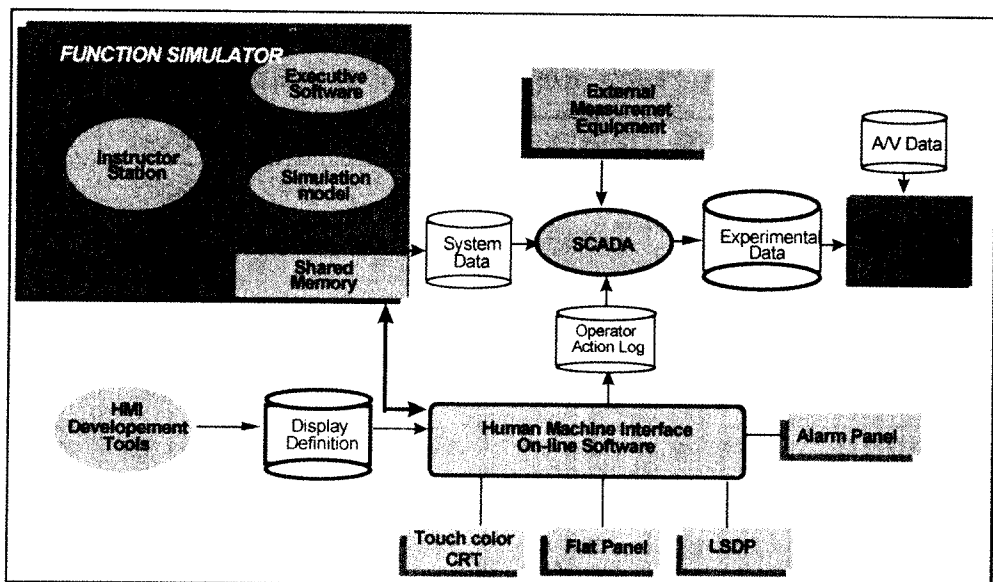 FUNCTION SIMULATOR
Executive
Software
Instructor
Station
Simulation
model
Shared
Memory
External
Measuremet
Equipment
A/V Data
System
Data
SCADA
Experimenta
Data
Operator
Action Log
HMI
Developement
Tools
Display
Definition
Human Machine Interface
On-line Software
Alarm Panel
Touch color
CRT
Flat Panel
LSDP